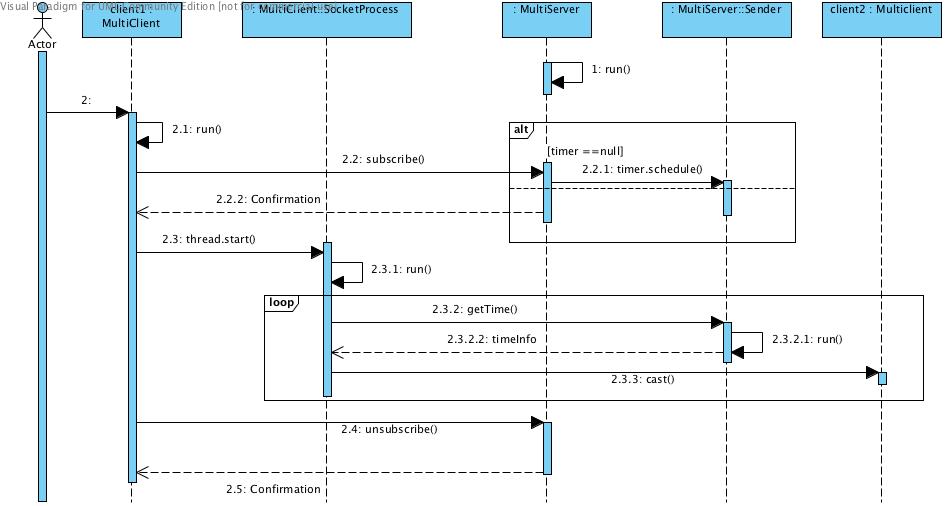 Visual Paradigm for UML Community Edition [not for
client1 :
MultiClient
: MultiClient::SocketProcess
: MultiServer
: MultiServer::Sender
client2 : Multiclient
Actor
1: run()
2:
2.1: run()
alt
[timer ==null]
2.2: subscribe()
2.2.1: timer.schedule()
2.2.2: Confirmation
2.3: thread.start()
2.3.1: run()
loop
2.3.2: getTime()
2.3.2.2: timeInfo
2.3.2.1: run()
2.3.3: cast()
2.4: unsubscribe()
2.5: Confirmation